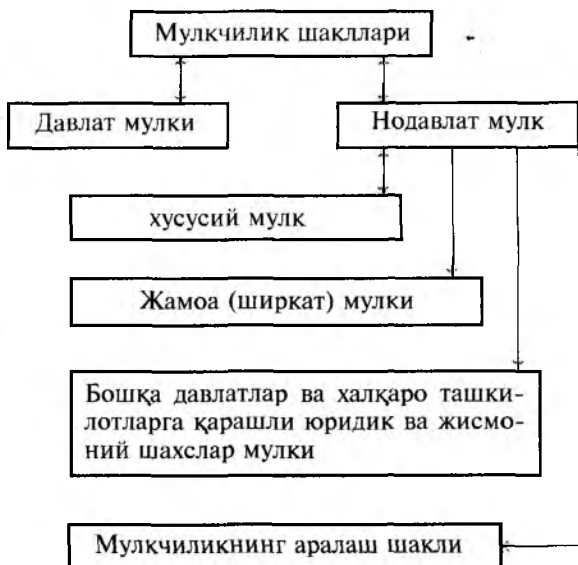 Мулкчилик шакллари
Давлат мулки
Нодавлат мулк
хусусий мулк
Жамоа (ширкат) мулки
Бошқа давлатлар ва халқаро ташки-
лотларга қарашли юридик ва жисмо-
ний шахслар мулки
Мулкчиликнинг аралаш шакли